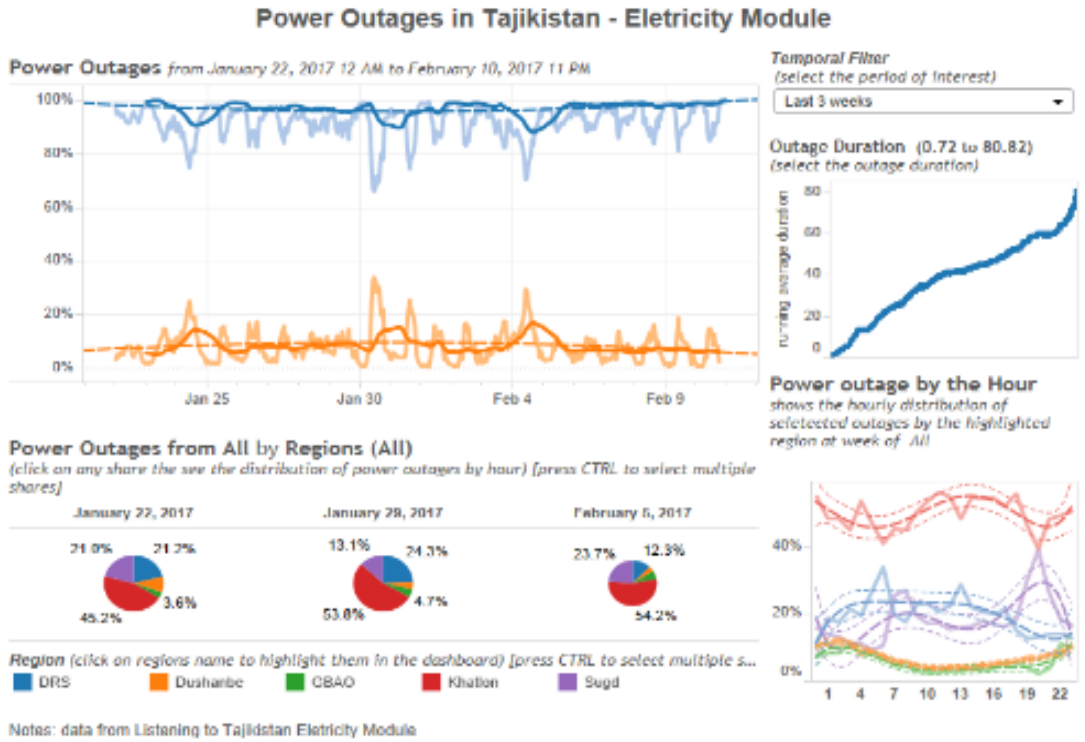 Power Outages in Tajikistan - Eletricity Module
Power Outages from January 22, 2017 12 AM to February 10, 2017 11 PM
100%
80%
60%
40%
20%
0%
Jan 25
Jan 30
Feb 4
Feb 9
Temporal Filter
(select the period of interest)
Last 3 weeks
Outage Duration (0.72 to 80.82)
(select the outage duration)
running average duration
80
60
40
20
0
Power outage by the Hour
shows the hourly distribution of
seletected outages by the highlighted
region at week of All
40%
20%
0%
1 4 7 10 13 16 19 22
Power Outages from All by Regions (All)
(click on any share the see the distribution of power outages by hour) [press CTRL to select multiple
shares]
January 22, 2017
January 29, 2017
February 5, 2017
21.0% 21.2%
3.6%
45.2%
13.1% 24.3%
4.7%
53.8%
23.7% 12.3%
54.2%
Region (click on regions name to highlight them in the dashboard) [press CTRL to select multiple s...
DRS
Dushanbe
GBAO
Khatlon
Sugd
Notes: data from Listening to Tajikistan Eletricity Module